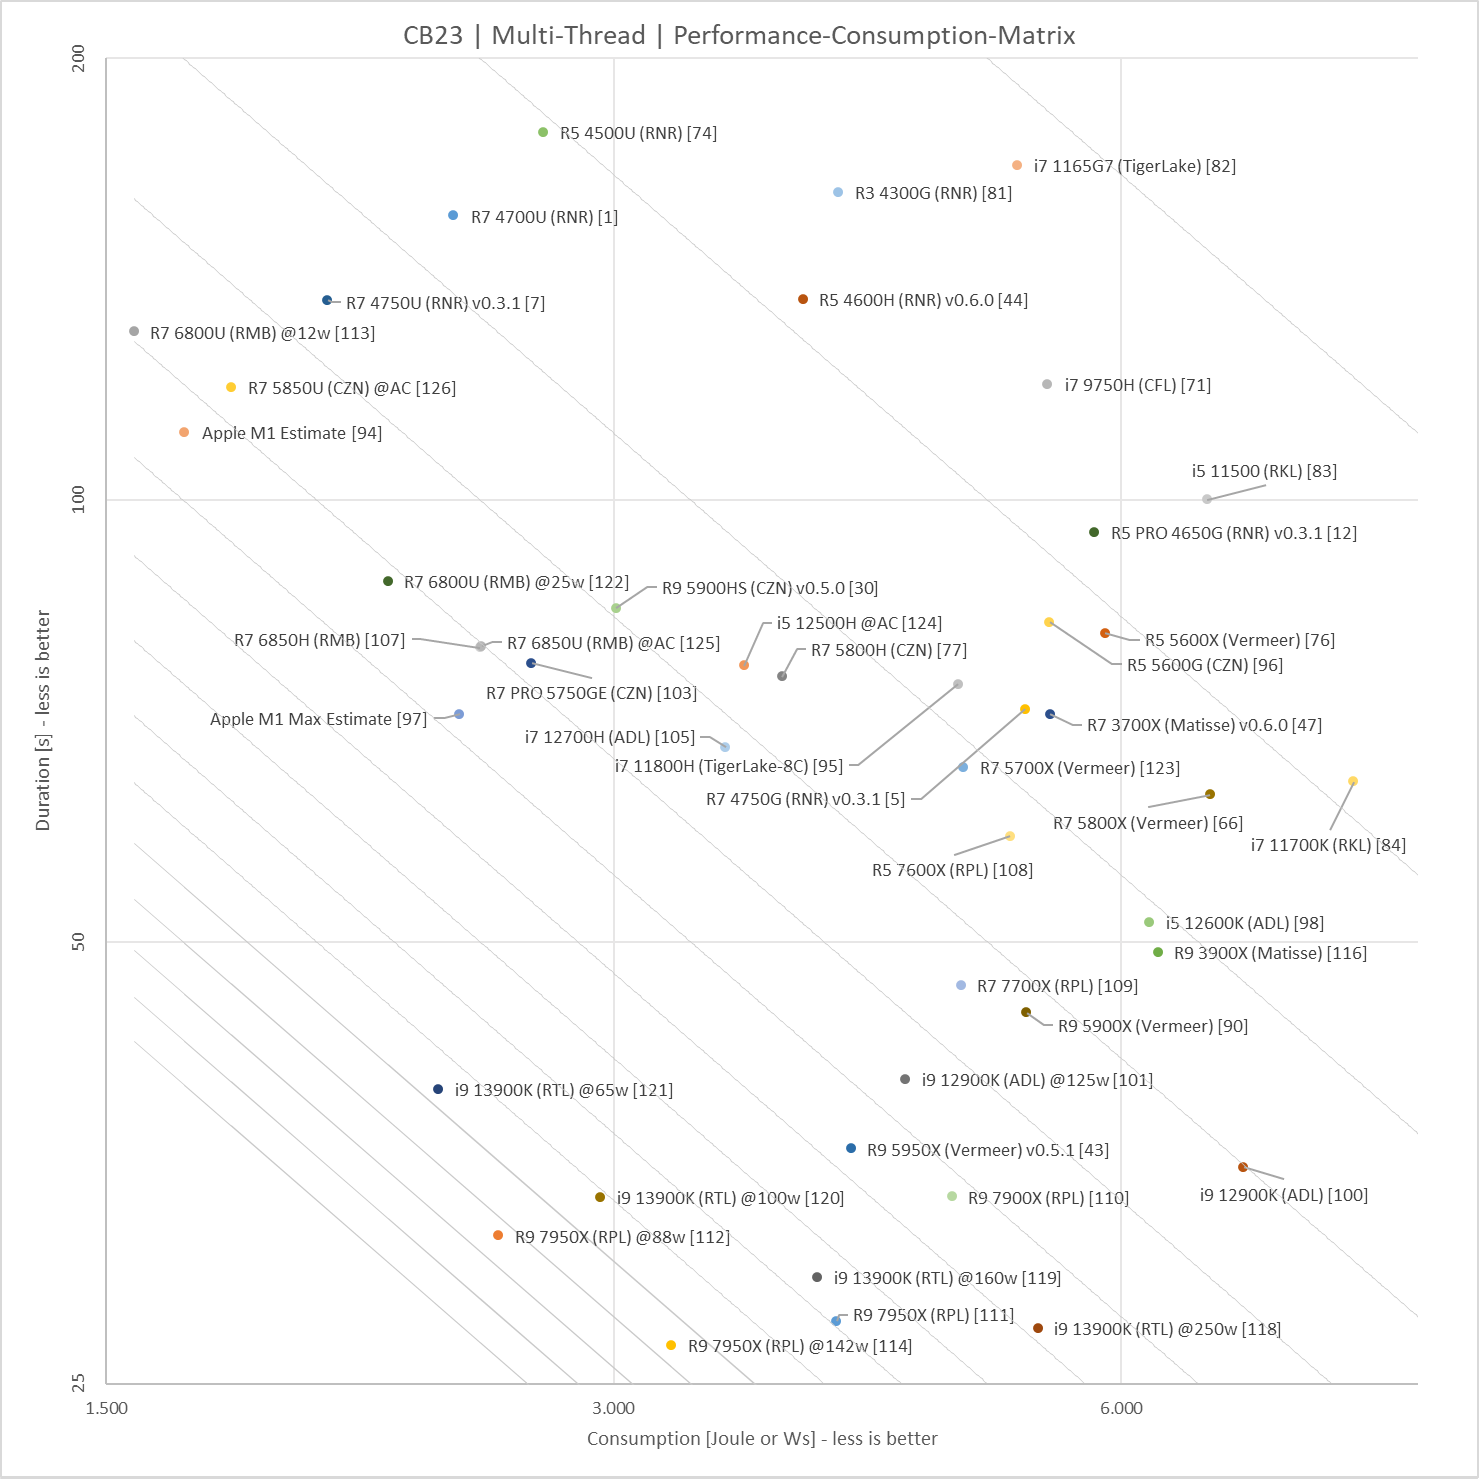 CB23 | Multi-Thread | Performance-Consumption-Matrix
200
R5 4500U (RNR) [74]
i7 1165G7 (TigerLake) [82]
R3 4300G (RNR) [81]
R7 4700U (RNR) [1]
R7 4750U (RNR) v0.3.1 [7]
R5 4600H (RNR) v0.6.0 [44]
R7 6800U (RMB) @12w [113]
R7 5850U (CZN) @AC [126]
i7 9750H (CFL) [71]
Apple M1 Estimate [94]
i5 11500 (RKL) [83]
100
R5 PRO 4650G (RNR) v0.3.1 [12]
R7 6800U (RMB) @25w [122]
R9 5900HS (CZN) v0.5.0 [30]
i5 12500H @AC [124]
R7 6850H (RMB) [107]
R7 6850U (RMB) @AC [125]
R7 5800H (CZN) [77]
R5 5600X (Vermeer) [76]
R5 5600G (CZN) [96]
R7 PRO 5750GE (CZN) [103]
Apple M1 Max Estimate [97]
R7 3700X (Matisse) v0.6.0 [47]
i7 12700H (ADL) [105]
i7 11800H (TigerLake-8C) [95]
R7 5700X (Vermeer) [123]
R7 4750G (RNR) v0.3.1 [5]
R7 5800X (Vermeer) [66]
i7 11700K (RKL) [84]
R5 7600X (RPL) [108]
i5 12600K (ADL) [98]
50
R9 3900X (Matisse) [116]
R7 7700X (RPL) [109]
R9 5900X (Vermeer) [90]
i9 12900K (ADL) @125w [101]
i9 13900K (RTL) @65w [121]
R9 5950X (Vermeer) v0.5.1 [43]
i9 12900K (ADL) [100]
i9 13900K (RTL) @100w [120]
R9 7900X (RPL) [110]
R9 7950X (RPL) @88w [112]
i9 13900K (RTL) @160w [119]
R9 7950X (RPL) [111]
i9 13900K (RTL) @250w [118]
R9 7950X (RPL) @142w [114]
25
Duration [s] - less is better
1.500
3.000
6.000
Consumption [Joule or Ws] - less is better